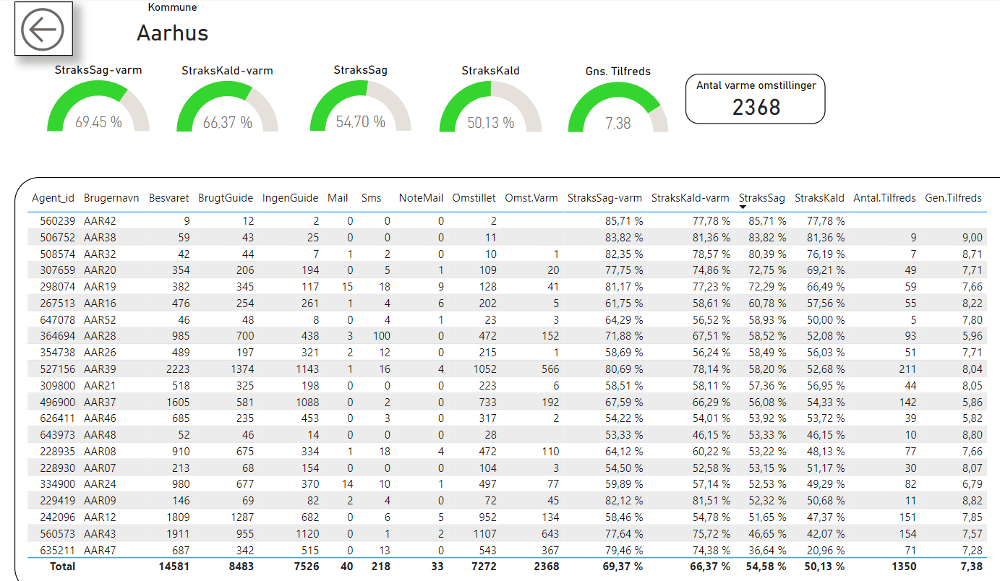 Kommune
Aarhus
StraksSag-varm StraksKald-varm StraksSag StraksKald Gns. Tilfreds Antal varme omstillinger
69,45 % 66,37 % 54,70 % 50,13 % 7,38 2368
Agent_id Brugernavn Besvaret BrugtGuide IngenGuide Mail Sms NoteMail Omstillet Omst.Varm StraksSag-varm StraksKald-varm StraksSag StraksKald Antal.Tilfreds Gen.Tilfreds
560239 AAR42 9 12 2 0 0 0 2 85,71 % 77,78 % 85,71 % 77,78 %
506752 AAR38 59 43 25 0 0 0 11 83,82 % 81,36 % 83,82 % 81,36 % 9 9,00
508574 AAR32 42 44 7 1 2 0 10 1 82,35 % 78,57 % 80,39 % 76,19 % 7 8,71
307659 AAR20 354 206 194 0 5 1 109 20 77,75 % 74,86 % 72,75 % 69,21 % 49 7,71
298074 AAR19 382 345 117 15 18 9 128 41 81,17 % 77,23 % 72,29 % 66,49 % 59 7,66
267513 AAR16 476 254 261 1 4 6 202 5 61,75 % 58,61 % 60,78 % 57,56 % 55 8,22
647078 AAR52 46 48 8 0 4 1 23 3 64,29 % 56,52 % 58,93 % 50,00 % 5 7,80
364694 AAR28 985 700 438 3 100 0 472 152 71,88 % 67,51 % 58,52 % 52,08 % 93 5,96
354738 AAR26 489 197 321 2 12 0 215 1 58,69 % 56,24 % 58,49 % 56,03 % 51 7,71
527156 AAR39 2223 1374 1143 1 16 4 1052 566 80,69 % 78,14 % 58,20 % 52,68 % 211 8,04
309800 AAR21 518 325 198 0 0 0 223 6 58,51 % 58,11 % 57,36 % 56,95 % 44 8,05
496900 AAR37 1605 581 1088 0 2 0 733 192 67,59 % 66,29 % 56,08 % 54,33 % 142 5,86
626411 AAR46 685 235 453 0 3 0 317 2 54,22 % 54,01 % 53,92 % 53,72 % 39 5,82
643973 AAR48 52 46 14 0 0 0 28 53,33 % 46,15 % 53,33 % 46,15 % 10 8,80
228935 AAR08 910 675 334 1 18 4 472 110 64,12 % 60,22 % 53,22 % 48,13 % 77 7,66
228930 AAR07 213 68 154 0 0 0 104 3 54,50 % 52,58 % 53,15 % 51,17 % 30 8,07
334900 AAR24 980 677 370 14 10 1 497 77 59,89 % 57,14 % 52,53 % 49,29 % 82 6,79
229419 AAR09 146 69 82 2 4 0 72 45 82,12 % 81,51 % 52,32 % 50,68 % 11 8,82
242096 AAR12 1809 1287 682 0 6 5 952 134 58,46 % 54,78 % 51,65 % 47,37 % 151 7,85
560573 AAR43 1911 955 1120 0 1 2 1107 643 77,64 % 75,72 % 46,65 % 42,07 % 154 7,57
635211 AAR47 687 342 515 0 13 0 543 367 79,46 % 74,38 % 36,64 % 20,96 % 71 7,28
Total 14581 8483 7526 40 218 33 7272 2368 69,37 % 66,37 % 54,58 % 50,13 % 1350 7,38